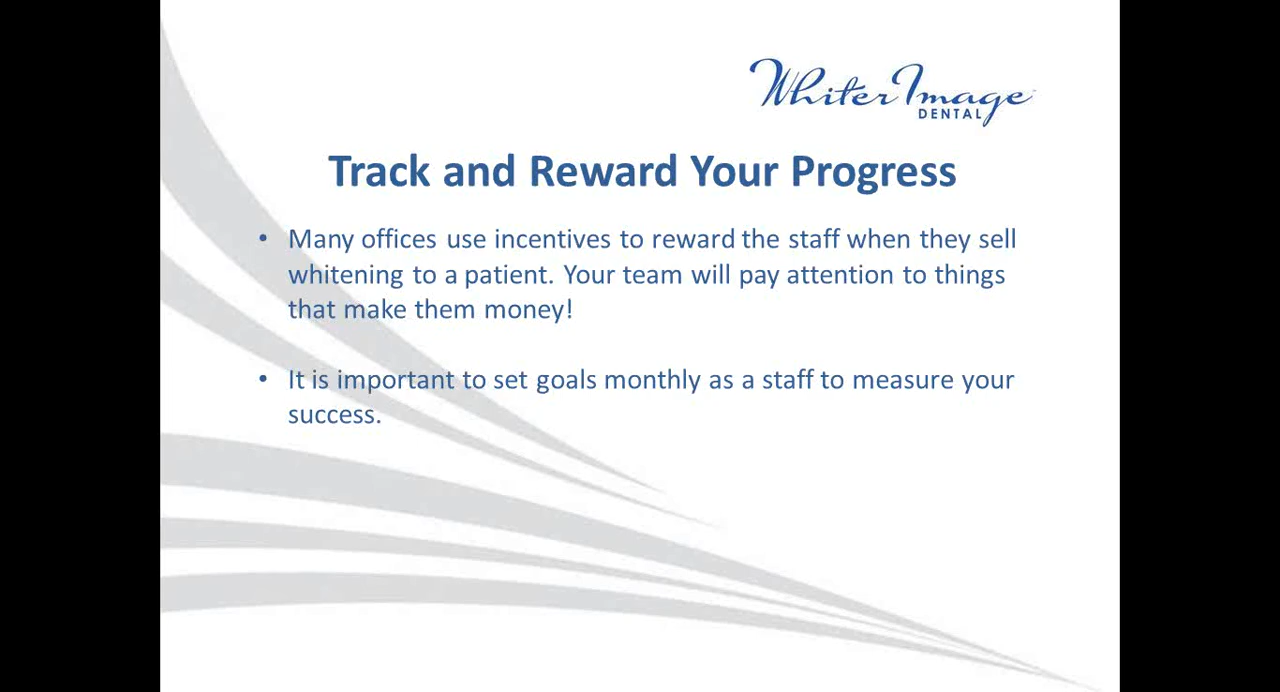 Whiter Image
DENTAL
Track and Reward Your Progress
• Many offices use incentives to reward the staff when they sell
whitening to a patient. Your team will pay attention to things
that make them money!
• It is important to set goals monthly as a staff to measure your
success.